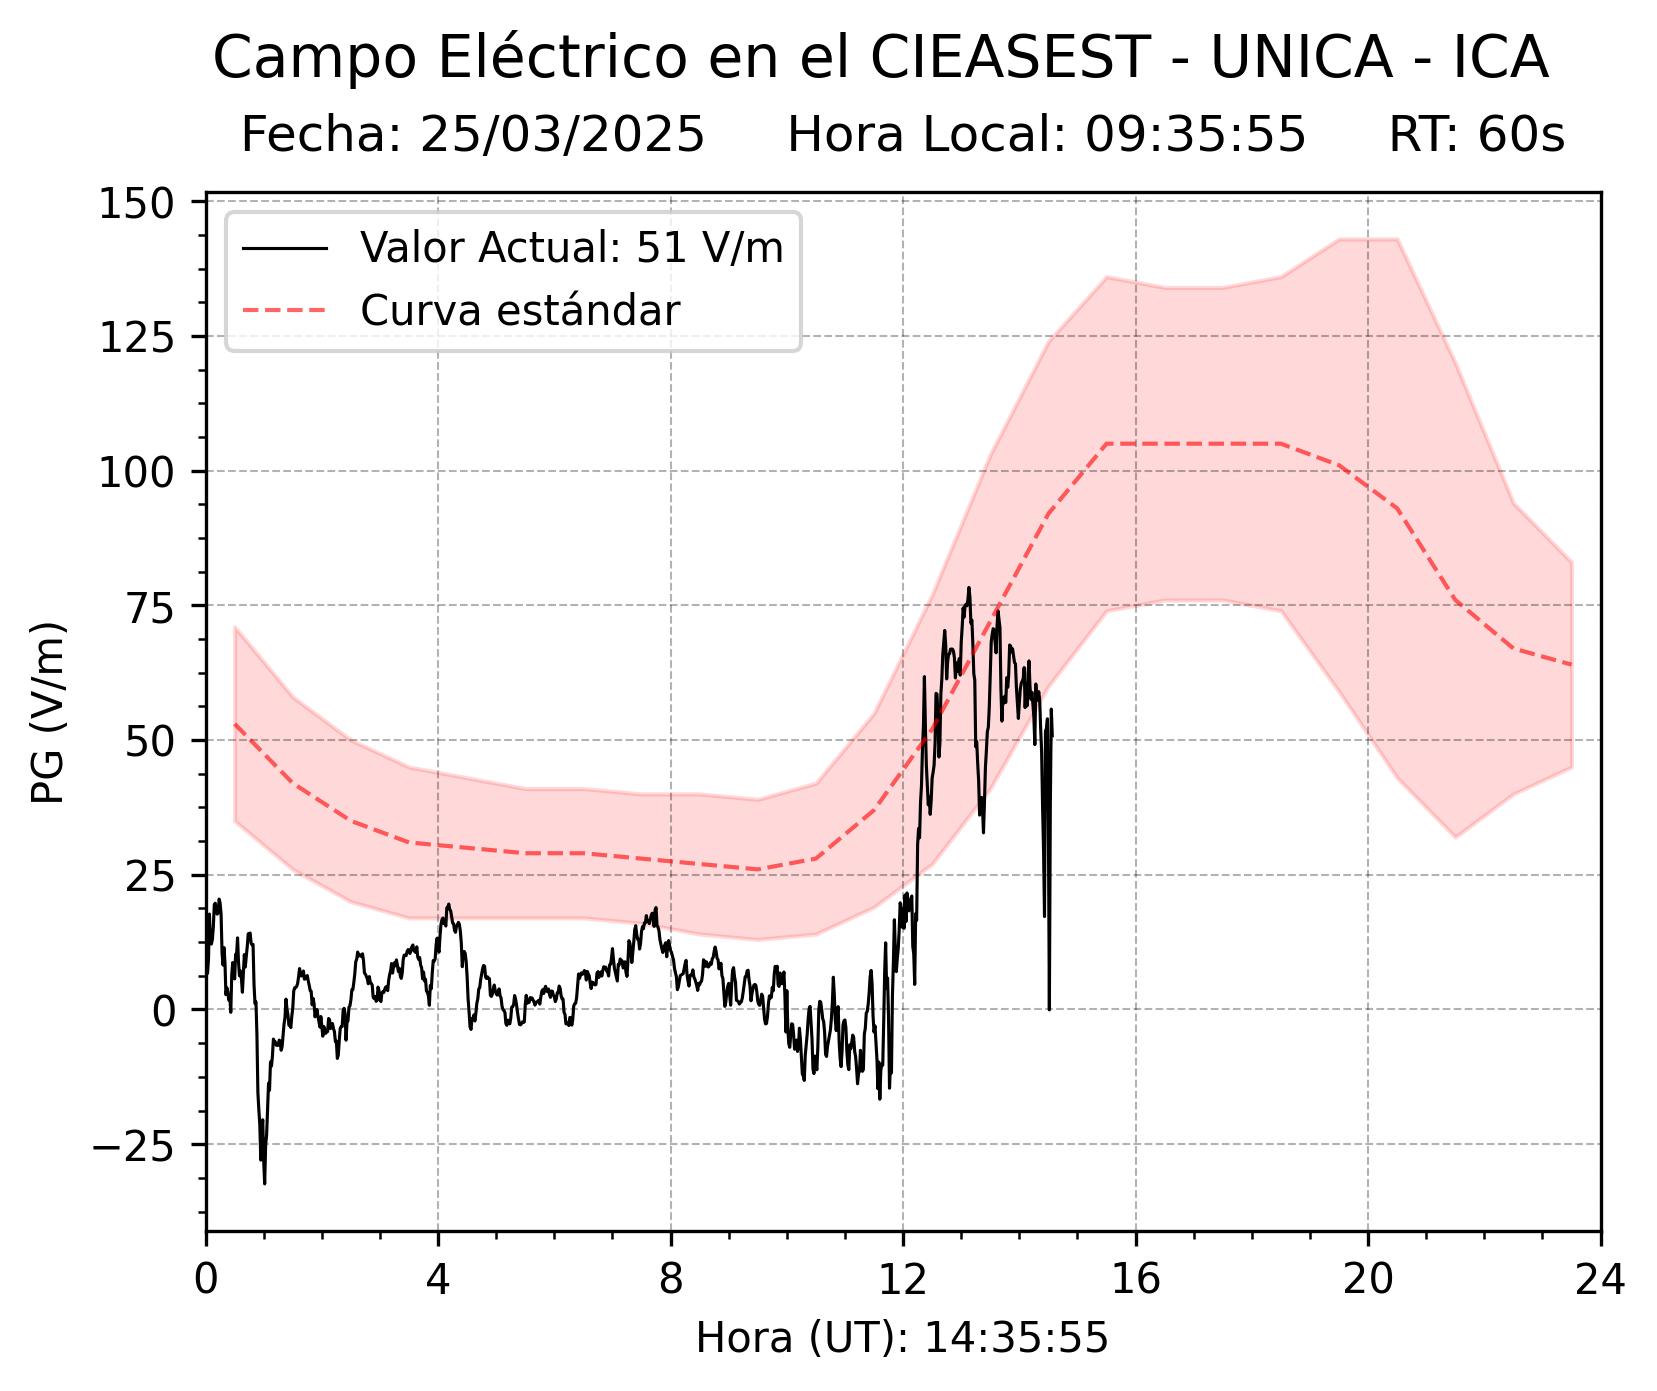 Campo Eléctrico en el CIEASEST - UNICA - ICA
Fecha: 25/03/2025 Hora Local: 09:35:55 RT: 60s
Valor Actual: 51 V/m
Curva estándar
PG (V/m)
150
125
100
75
50
25
0
−25
0 4 8 12 16 20 24
Hora (UT): 14:35:55